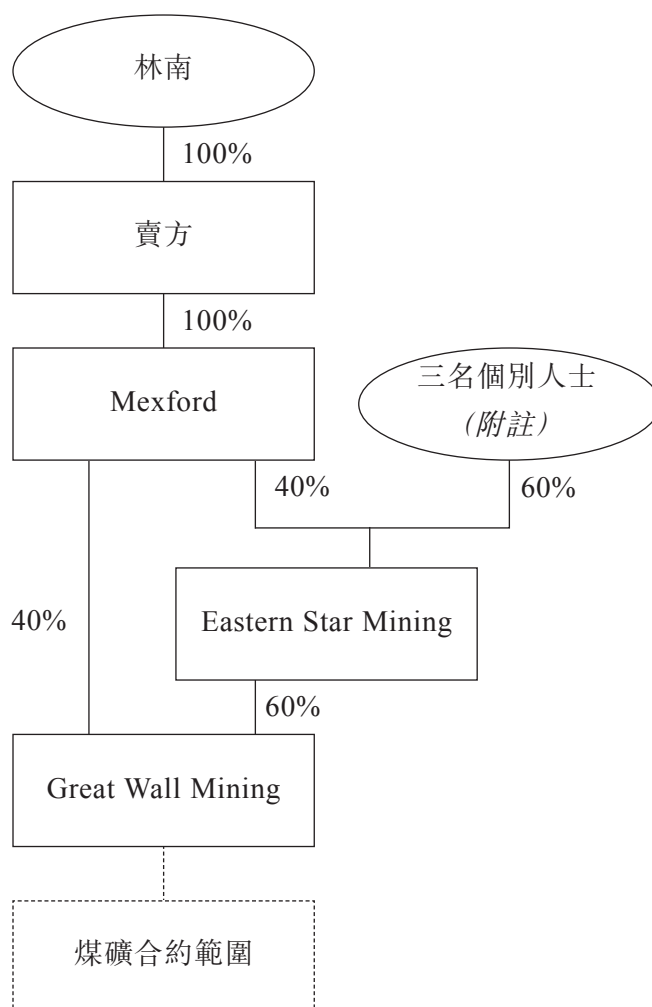 林南
100%
賣方
100%
Mexford
三名個別人士
(附註)
40%
60%
40%
Eastern Star Mining
60%
Great Wall Mining
煤礦合約範圍